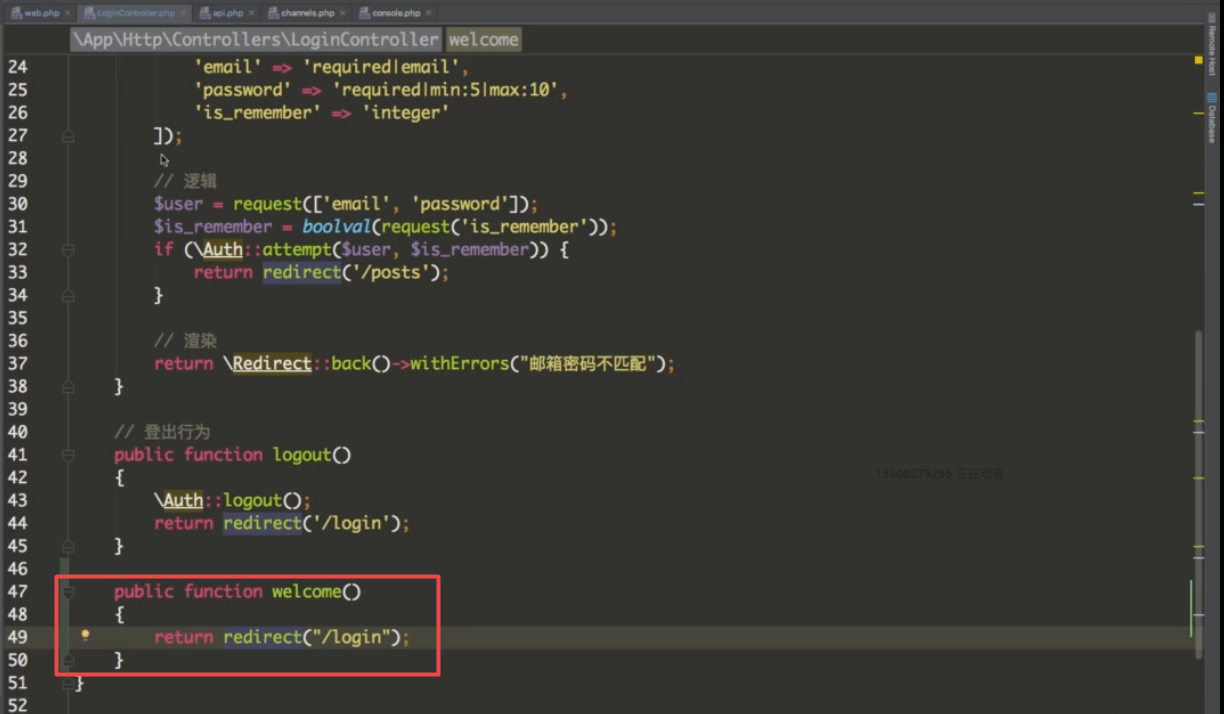 web.php LoginController.php api.php channels.php console.php
\App\Http\Controllers\LoginController welcome
24 'email' => 'required|email',
25 'password' => 'required|min:5|max:10',
26 'is_remember' => 'integer'
27 ]);
28
29 // 逻辑
30 $user = request(['email', 'password']);
31 $is_remember = boolval(request('is_remember'));
32 if (\Auth::attempt($user, $is_remember)) {
33 return redirect('/posts');
34 }
35
36 // 渲染
37 return \Redirect::back()->withErrors("邮箱密码不匹配");
38 }
39
40 // 登出行为
41 public function logout()
42 {
43 \Auth::logout();
44 return redirect('/login');
45 }
46
47 public function welcome()
48 {
49 return redirect("/login");
50 }
51 }
52
Remote Host
Database
15800279296 正在观看